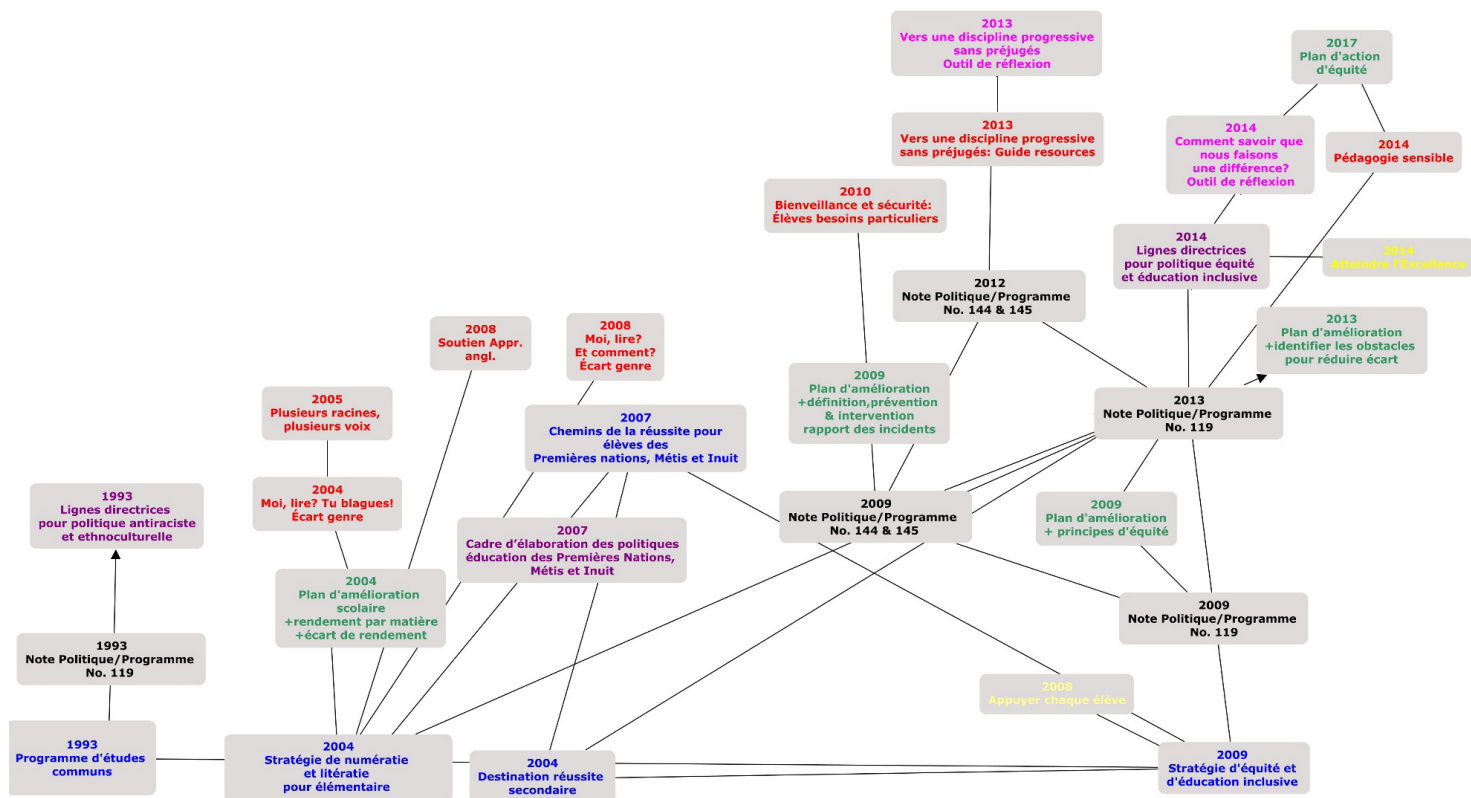 2013
Vers une discipline progressive
sans préjugés
Outil de réflexion
2017
Plan d'action
d'équité
2013
Vers une discipline progressive
sans préjugés: Guide resources
2014
Comment savoir que
nous faisons
une différence?
Outil de réflexion
2014
Pédagogie sensible
2010
Bienveillance et sécurité:
Élèves besoins particuliers
2014
Lignes directrices
pour politique équité
et éducation inclusive
2014
Atteindre l'Excellence
2012
Note Politique/Programme
No. 144 & 145
2013
Plan d'amélioration
+identifier les obstacles
pour réduire écart
2008
Soutien Appr.
angl.
2008
Moi, lire?
Et comment?
Écart genre
2009
Plan d'amélioration
+définition,prévention
& intervention
rapport des incidents
2005
Plusieurs racines,
plusieurs voix
2007
Chemins de la réussite pour
élèves des
Premières nations, Métis et Inuit
2013
Note Politique/Programme
No. 119
1993
Lignes directrices
pour politique antiraciste
et ethnoculturelle
2004
Moi, lire? Tu blagues!
Écart genre
2007
Cadre d'élaboration des politiques
éducation des Premières Nations,
Métis et Inuit
2009
Note Politique/Programme
No. 144 & 145
2009
Plan d'amélioration
+ principes d'équité
2004
Plan d'amélioration
scolaire
+rendement par matière
+écart de rendement
2009
Note Politique/Programme
No. 119
1993
Note Politique/Programme
No. 119
2008
Appuyer chaque éléve
1993
Programme d'études
communs
2004
Stratégie de numératie
et litératie
pour élémentaire
2004
Destination réussite
secondaire
2009
Stratégie d'équité et
d'éducation inclusive